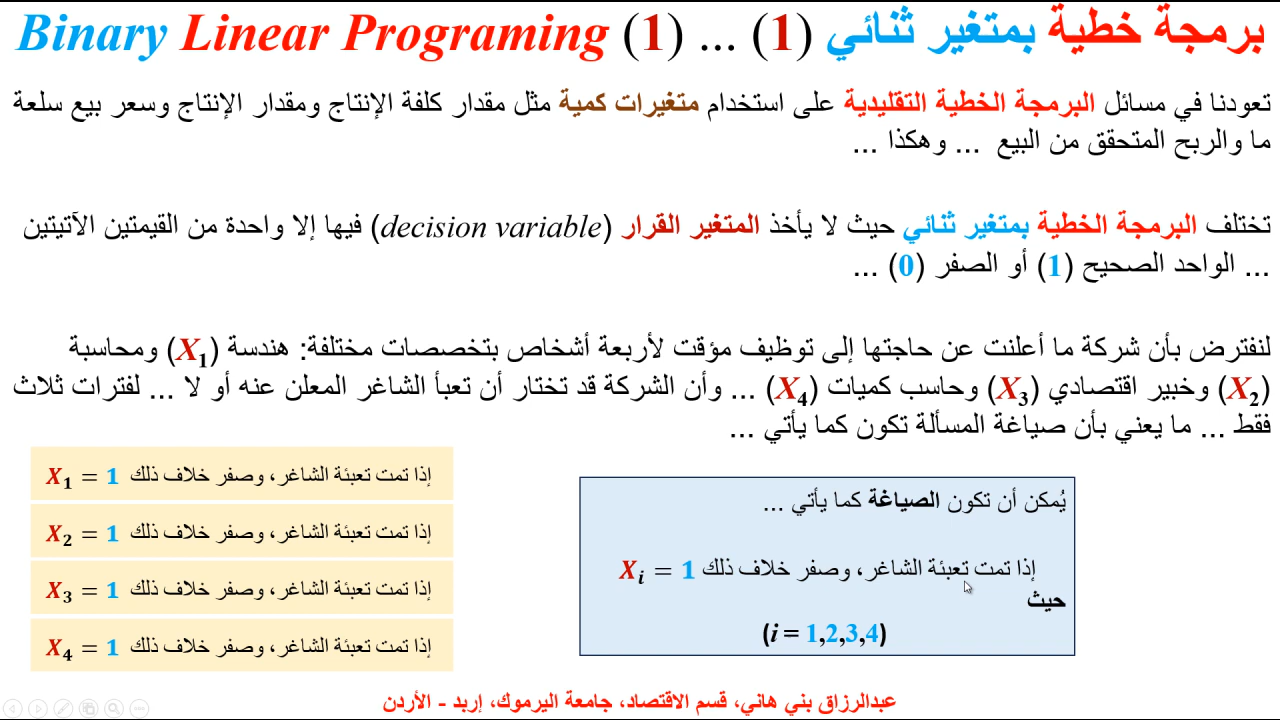 برمجة خطية بمتغير ثنائي (1) ... (1) Binary Linear Programing
تعودنا في مسائل البرمجة الخطية التقليدية على استخدام متغيرات كمية مثل مقدار كلفة الإنتاج ومقدار الإنتاج وسعر بيع سلعة
ما والربح المتحقق من البيع ... وهكذا ...
تختلف البرمجة الخطية بمتغير ثنائي حيث لا يأخذ المتغير القرار (decision variable) فيها إلا واحدة من القيمتين الآتيتين
... الواحد الصحيح (1) أو الصفر (0) ...
لنفترض بأن شركة ما أعلنت عن حاجتها إلى توظيف مؤقت لأربعة أشخاص بتخصصات مختلفة: هندسة (X₁) ومحاسبة
(X₂) وخبير اقتصادي (X₃) وحاسب كميات (X₄) ... وأن الشركة قد تختار أن تعبأ الشاغر المعلن عنه أو لا ... لفترات ثلاث
فقط ... ما يعني بأن صياغة المسألة تكون كما يأتي ...
يُمكن أن تكون الصياغة كما يأتي ...
X𝑖 = 1 إذا تمت تعبئة الشاغر، وصفر خلاف ذلك
حيث
(i = 1,2,3,4)
X₁ = 1 إذا تمت تعبئة الشاغر، وصفر خلاف ذلك
X₂ = 1 إذا تمت تعبئة الشاغر، وصفر خلاف ذلك
X₃ = 1 إذا تمت تعبئة الشاغر، وصفر خلاف ذلك
X₄ = 1 إذا تمت تعبئة الشاغر، وصفر خلاف ذلك
عبدالرزاق بني هاني، قسم الاقتصاد، جامعة اليرموك، إربد - الأردن